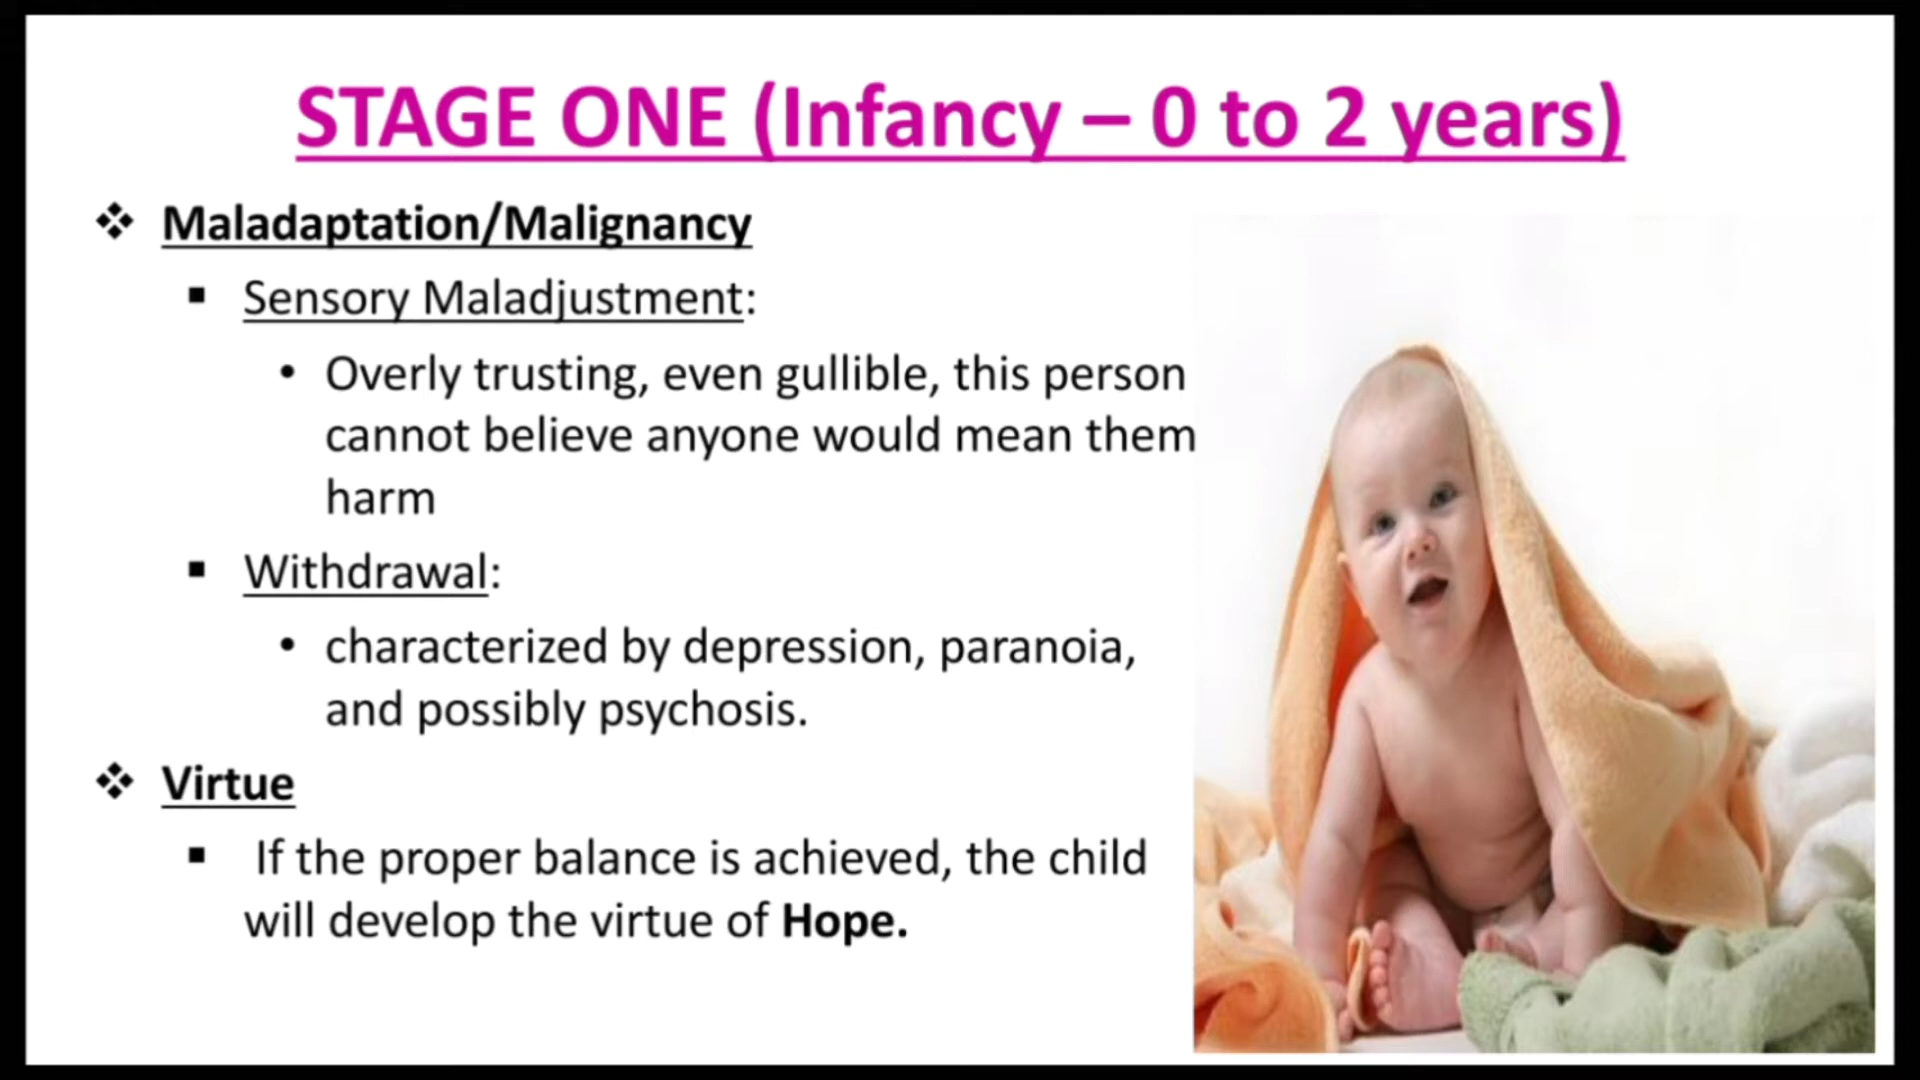 STAGE ONE (Infancy – 0 to 2 years)
❖ Maladaptation/Malignancy
▪ Sensory Maladjustment:
• Overly trusting, even gullible, this person
cannot believe anyone would mean them
harm
▪ Withdrawal:
• characterized by depression, paranoia,
and possibly psychosis.
❖ Virtue
▪ If the proper balance is achieved, the child
will develop the virtue of Hope.